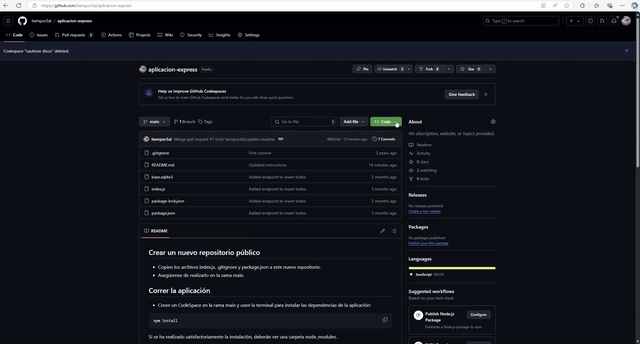 https://github.com/tiempor3al/aplicacion-express
tiempor3al / aplicacion-express
Type / to search
Code Issues Pull requests 2 Actions Projects Wiki Security Insights Settings
Codespace "cautious disco" deleted.
aplicacion-express Public
Pin Unwatch 2 Fork 0 Star 0
Help us improve GitHub Codespaces
Tell us how to make GitHub Codespaces work better for you with three quick questions.
Give feedback
main 1 Branch Tags
Go to file
Add file
Code
tiempor3al Merge pull request #7 from tiempor3al/update-readme
13 minutes ago 7 Commits
.gitignore First commit 3 years ago
README.md Updated instructions 14 minutes ago
base.sqlite3 Added endpoint to insert todos 5 months ago
index.js Added endpoint to insert todos 5 months ago
package-lock.json Added endpoint to insert todos 5 months ago
package.json Added endpoint to insert todos 5 months ago
README
Crear un nuevo repositorio público
Copien los archivos index.js, .gitignore y package.json a este nuevo repositorio.
Asegúrense de realizarlo en la rama main.
Correr la aplicación
Creen un CodeSpace en la rama main y usen la terminal para instalar las dependencias de la aplicación:
npm install
Si se ha realizado satisfactoriamente la instalación, deberán ver una carpeta node_modules.
About
No description, website, or topics provided.
Readme
Activity
0 stars
2 watching
0 forks
Releases
No releases published
Create a new release
Packages
No packages published
Publish your first package
Languages
JavaScript 100.0%
Suggested workflows
Based on your tech stack
Publish Node.js Package
Configure
Publishes a Node.js package to npm.